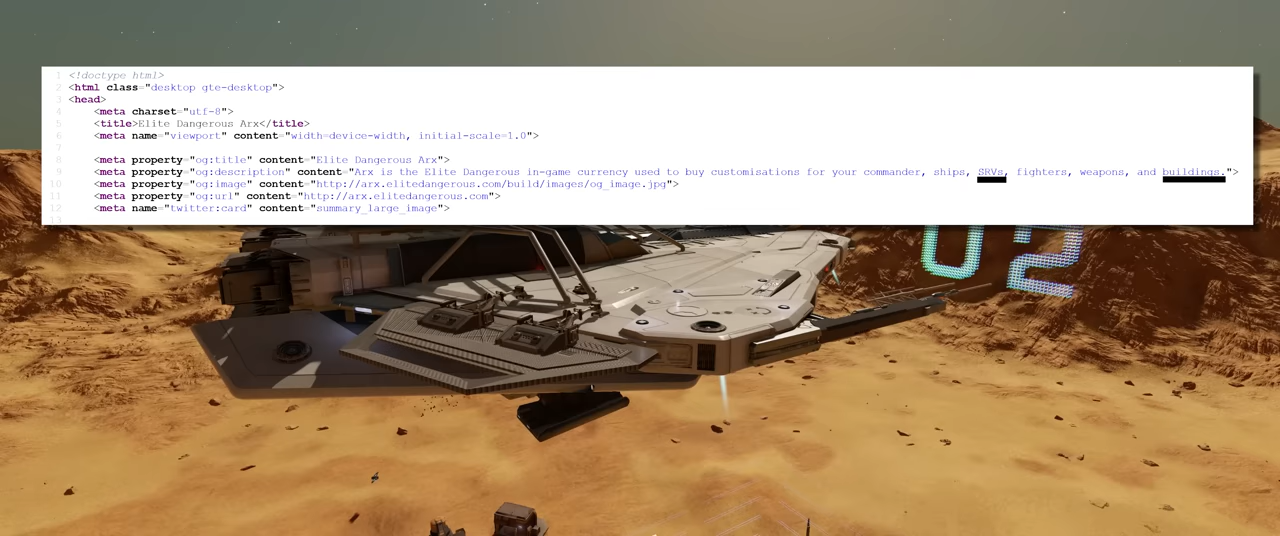 1 <!doctype html>
2 <html class="desktop gte-desktop">
3 <head>
4 <meta charset="utf-8">
5 <title>Elite Dangerous Arx</title>
6 <meta name="viewport" content="width=device-width, initial-scale=1.0">
7
8 <meta property="og:title" content="Elite Dangerous Arx">
9 <meta property="og:description" content="Arx is the Elite Dangerous in-game currency used to buy customisations for your commander, ships, SRVs, fighters, weapons, and buildings.">
10 <meta property="og:image" content="http://arx.elitedangerous.com/build/images/og_image.jpg">
11 <meta property="og:url" content="http://arx.elitedangerous.com">
12 <meta name="twitter:card" content="summary_large_image">
13
02